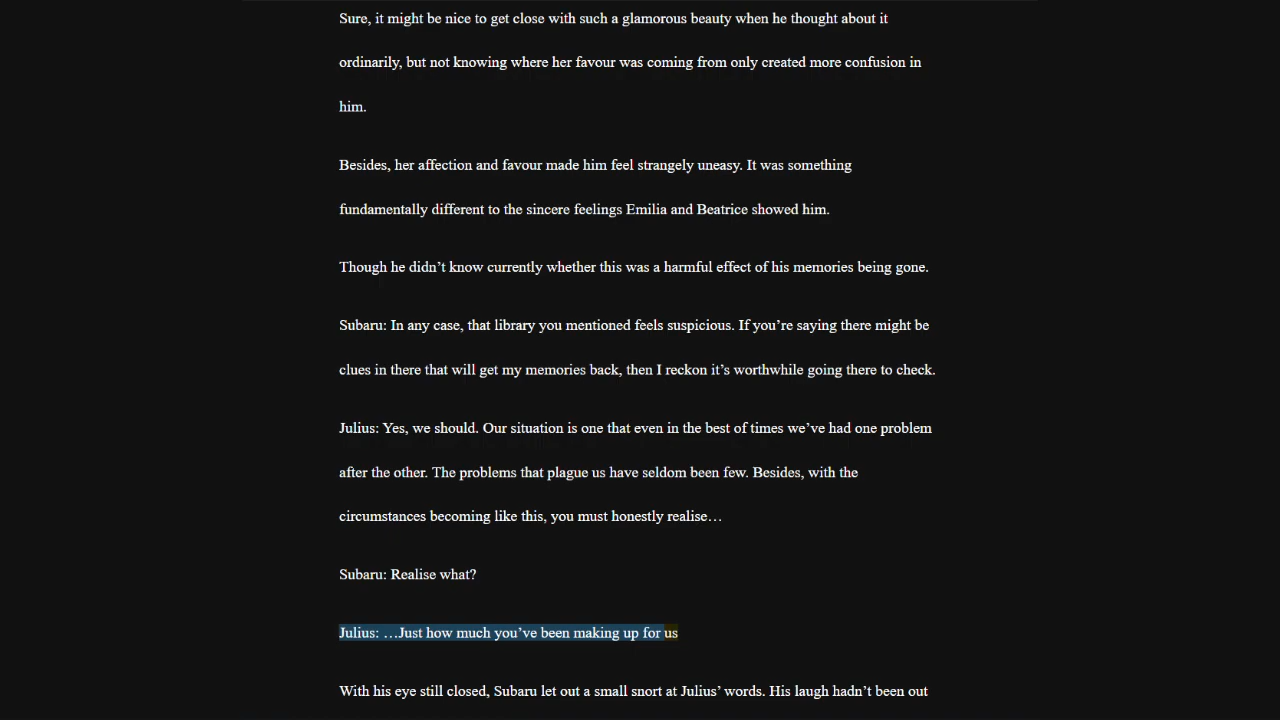 Sure, it might be nice to get close with such a glamorous beauty when he thought about it
ordinarily, but not knowing where her favour was coming from only created more confusion in
him.
Besides, her affection and favour made him feel strangely uneasy. It was something
fundamentally different to the sincere feelings Emilia and Beatrice showed him.
Though he didn’t know currently whether this was a harmful effect of his memories being gone.
Subaru: In any case, that library you mentioned feels suspicious. If you’re saying there might be
clues in there that will get my memories back, then I reckon it’s worthwhile going there to check.
Julius: Yes, we should. Our situation is one that even in the best of times we’ve had one problem
after the other. The problems that plague us have seldom been few. Besides, with the
circumstances becoming like this, you must honestly realise…
Subaru: Realise what?
Julius: …Just how much you’ve been making up for us
With his eye still closed, Subaru let out a small snort at Julius’ words. His laugh hadn’t been out